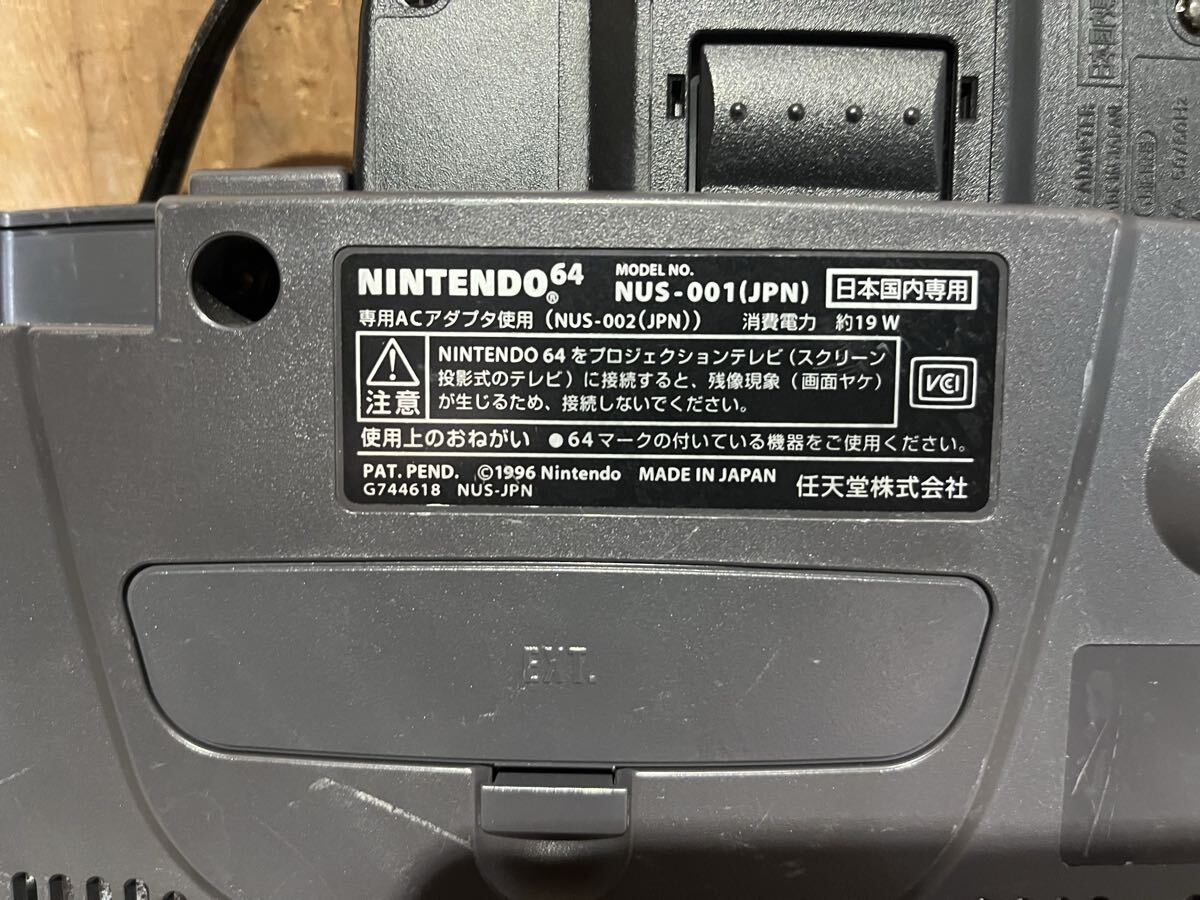 NINTENDO64®
MODEL NO.
NUS-001(JPN) 日本国内専用
専用ACアダプタ使用 (NUS-002(JPN)) 消費電力 約19W
注意
NINTENDO 64をプロジェクションテレビ(スクリーン
投影式のテレビ)に接続すると、残像現象(画面ヤケ)
が生じるため、接続しないでください。
VCI
使用上のおねがい ●64マークの付いている機器をご使用ください。
PAT. PEND. ©1996 Nintendo MADE IN JAPAN
G744618 NUS-JPN 任天堂株式会社
EXT.
ADAPTER
50/60Hz